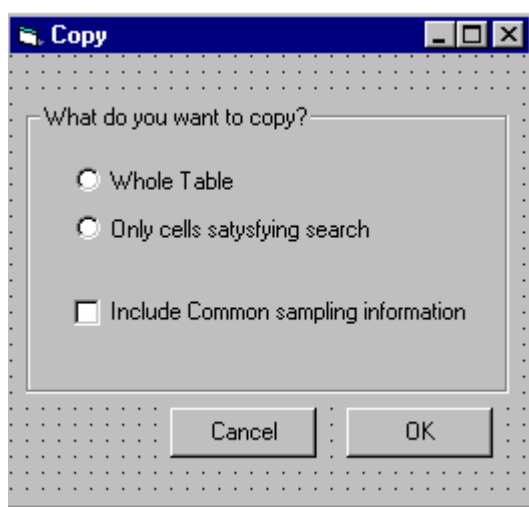 Copy
What do you want to copy?
Whole Table
Only cells satysfying search
Include Common sampling information
Cancel OK